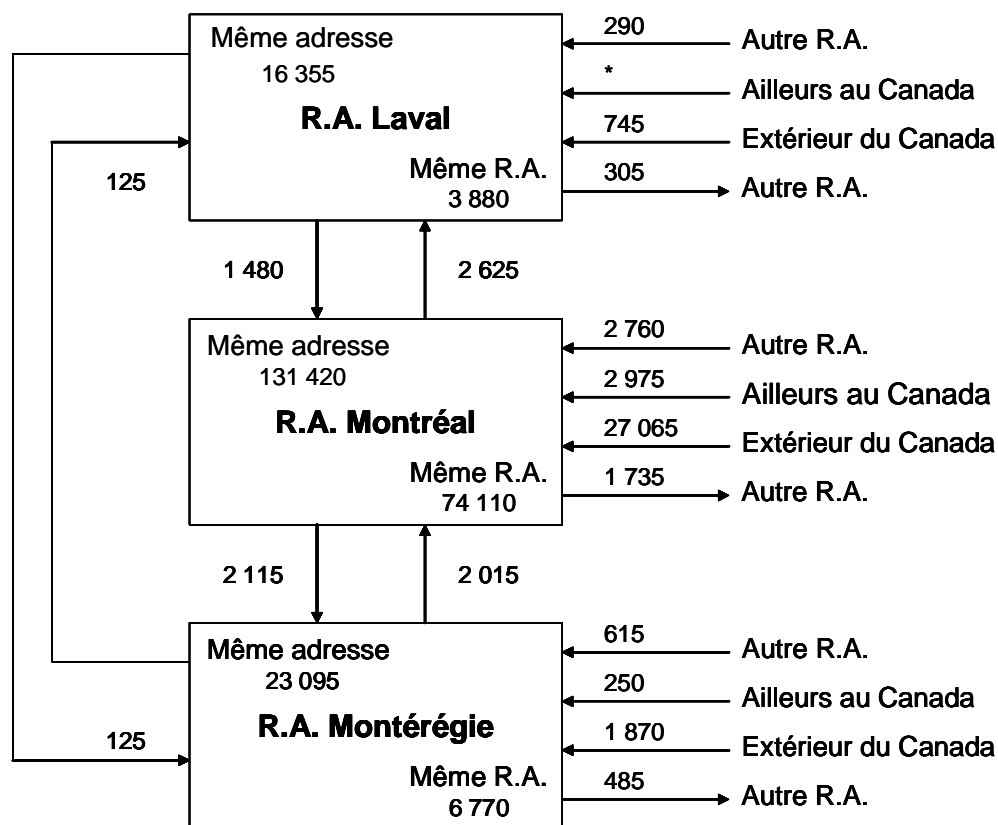 Même adresse
16 355
R.A. Laval
Même R.A.
3 880
290
Autre R.A.
*
Ailleurs au Canada
745
Extérieur du Canada
305
Autre R.A.
125
1 480
2 625
Même adresse
131 420
R.A. Montréal
Même R.A.
74 110
2 760
Autre R.A.
2 975
Ailleurs au Canada
27 065
Extérieur du Canada
1 735
Autre R.A.
2 115
2 015
Même adresse
23 095
R.A. Montérégie
Même R.A.
6 770
615
Autre R.A.
250
Ailleurs au Canada
1 870
Extérieur du Canada
485
Autre R.A.
125